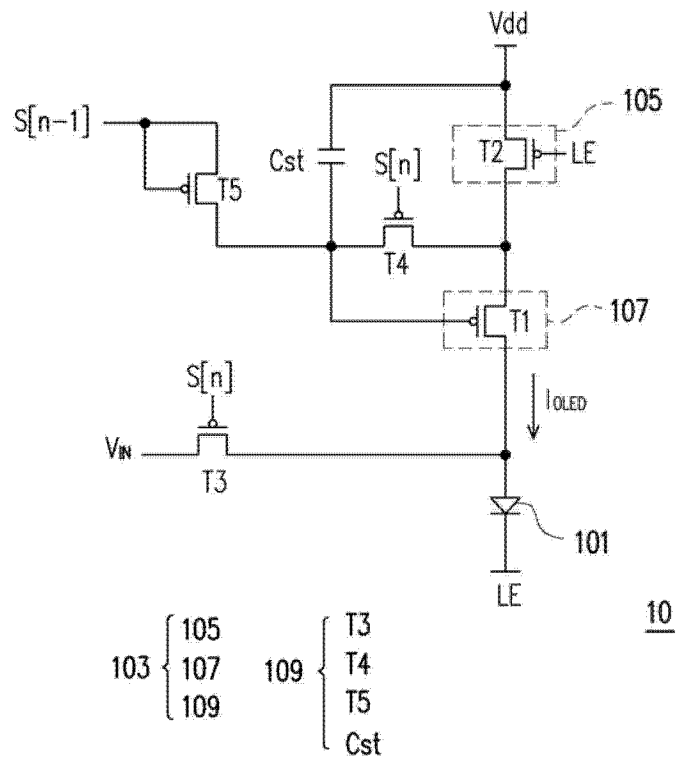 Vdd
S[n-1]
105
T2
LE
Cst
S[n]
T5
T4
T1
107
S[n]
IOLED
VIN
T3
101
LE
10
103 { 105 107 109
109 { T3 T4 T5 Cst